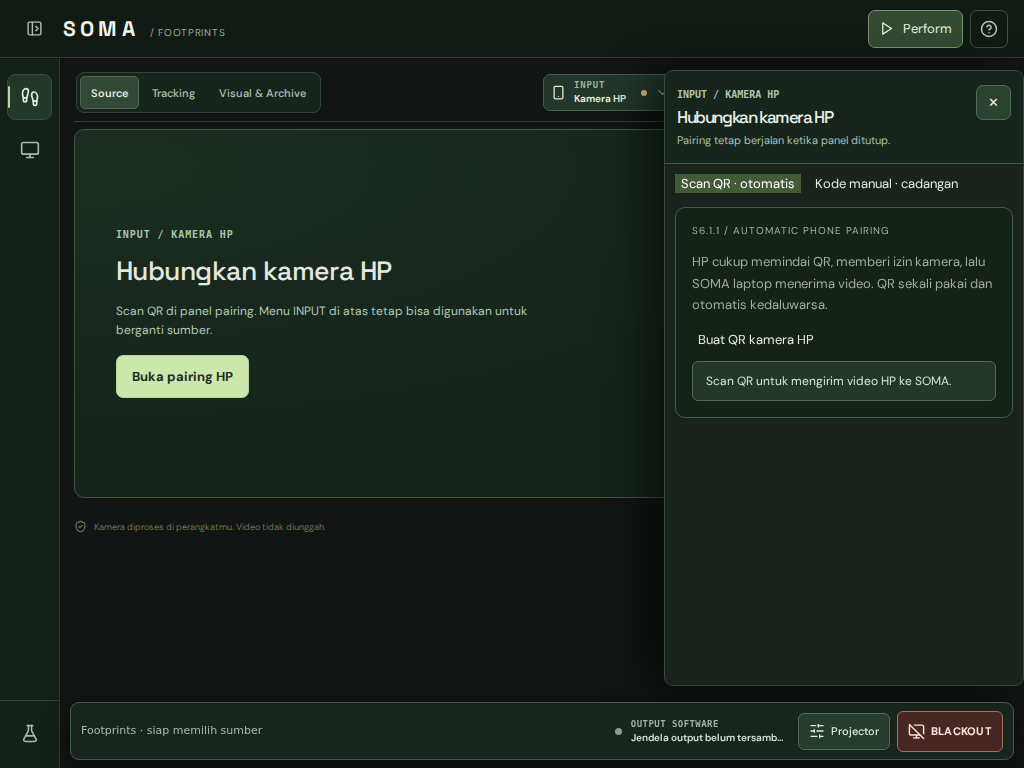 SOMA / FOOTPRINTS
Perform
Source Tracking Visual & Archive
INPUT
Kamera HP
INPUT / KAMERA HP
Hubungkan kamera HP
Scan QR di panel pairing. Menu INPUT di atas tetap bisa digunakan untuk
berganti sumber.
Buka pairing HP
Kamera diproses di perangkatmu. Video tidak diunggah.
INPUT / KAMERA HP
Hubungkan kamera HP
Pairing tetap berjalan ketika panel ditutup.
Scan QR · otomatis Kode manual · cadangan
S6.1.1 / AUTOMATIC PHONE PAIRING
HP cukup memindai QR, memberi izin kamera, lalu
SOMA laptop menerima video. QR sekali pakai dan
otomatis kedaluwarsa.
Buat QR kamera HP
Scan QR untuk mengirim video HP ke SOMA.
Footprints · siap memilih sumber
OUTPUT SOFTWARE
Jendela output belum tersamb…
Projector
BLACKOUT